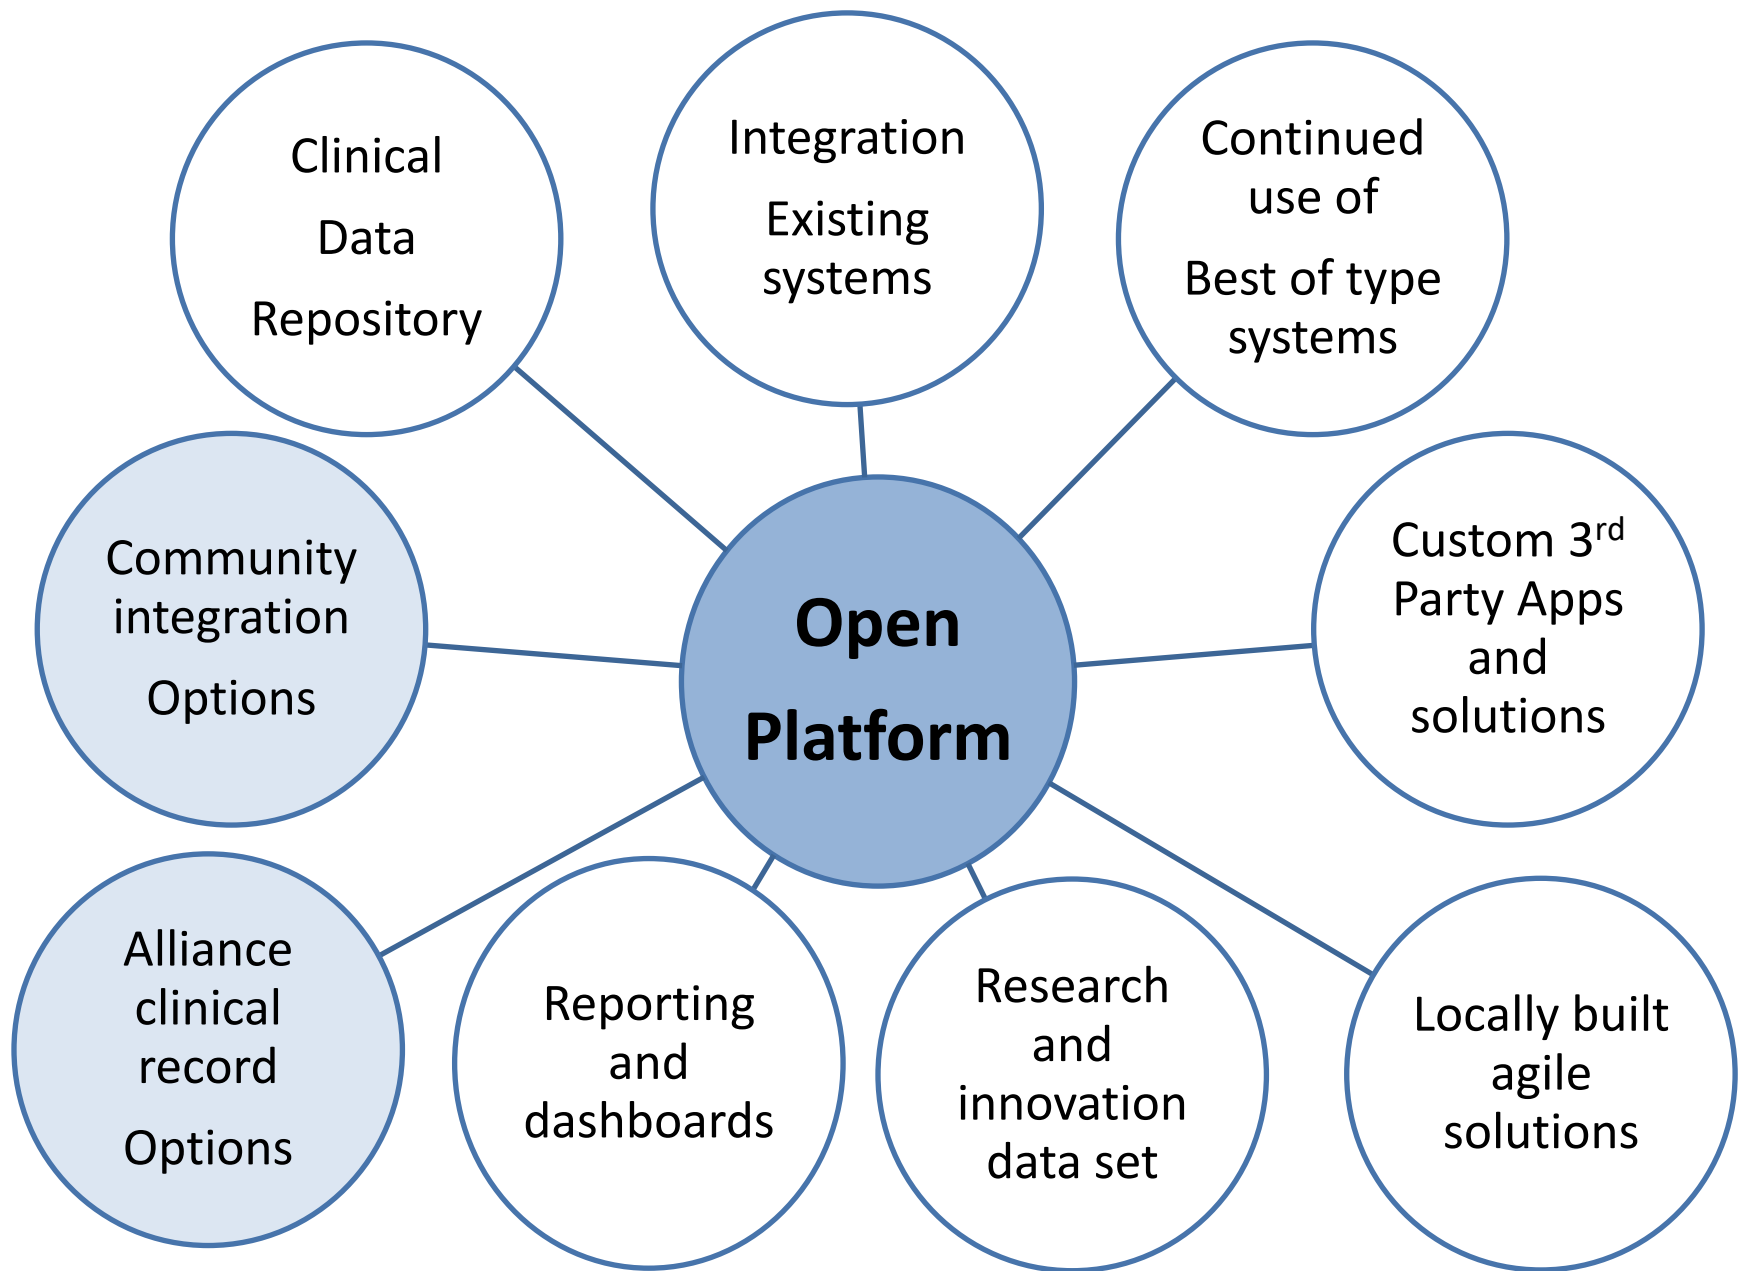 Clinical
Data
Repository
Integration
Existing
systems
Continued
use of
Best of type
systems
Community
integration
Options
Open
Platform
Custom 3rd
Party Apps
and
solutions
Alliance
clinical
record
Options
Reporting
and
dashboards
Research
and
innovation
data set
Locally built
agile
solutions